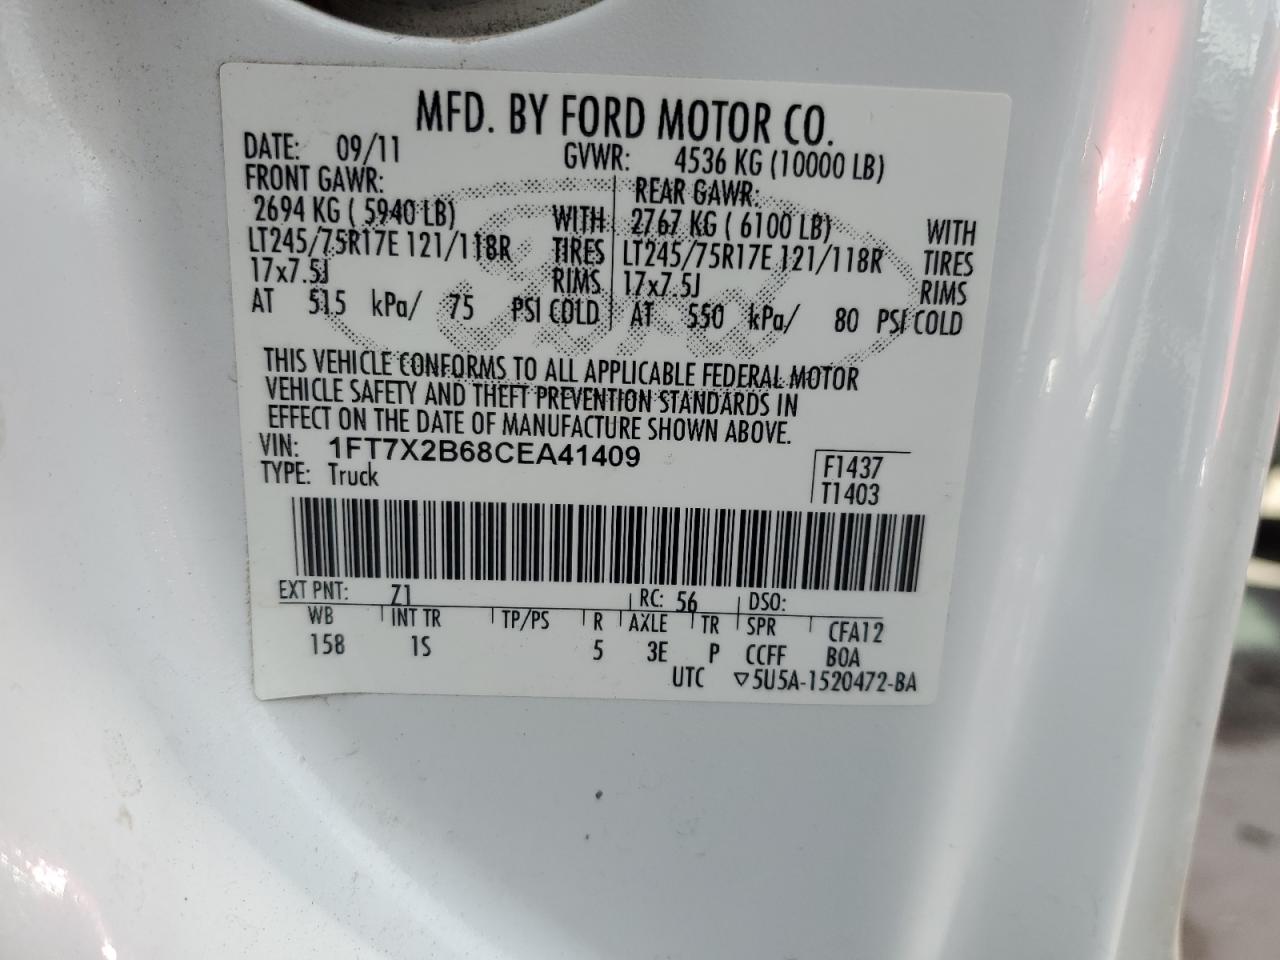 MFD. BY FORD MOTOR CO.
DATE: 09/11 GVWR: 4536 KG (10000 LB)
FRONT GAWR: REAR GAWR:
2694 KG ( 5940 LB) WITH 2767 KG ( 6100 LB) WITH
LT245/75R17E 121/118R TIRES LT245/75R17E 121/118R TIRES
17x7.5J RIMS 17x7.5J RIMS
AT 515 kPa/ 75 PSI COLD AT 550 kPa/ 80 PSI COLD
THIS VEHICLE CONFORMS TO ALL APPLICABLE FEDERAL MOTOR
VEHICLE SAFETY AND THEFT PREVENTION STANDARDS IN
EFFECT ON THE DATE OF MANUFACTURE SHOWN ABOVE.
VIN: 1FT7X2B68CEA41409 F1437
TYPE: Truck T1403
EXT PNT: Z1 RC: 56 DSO:
WB INT TR TP/PS R AXLE TR SPR CFA12
158 1S 5 3E P CCFF BOA
UTC ▽5U5A-1520472-BA